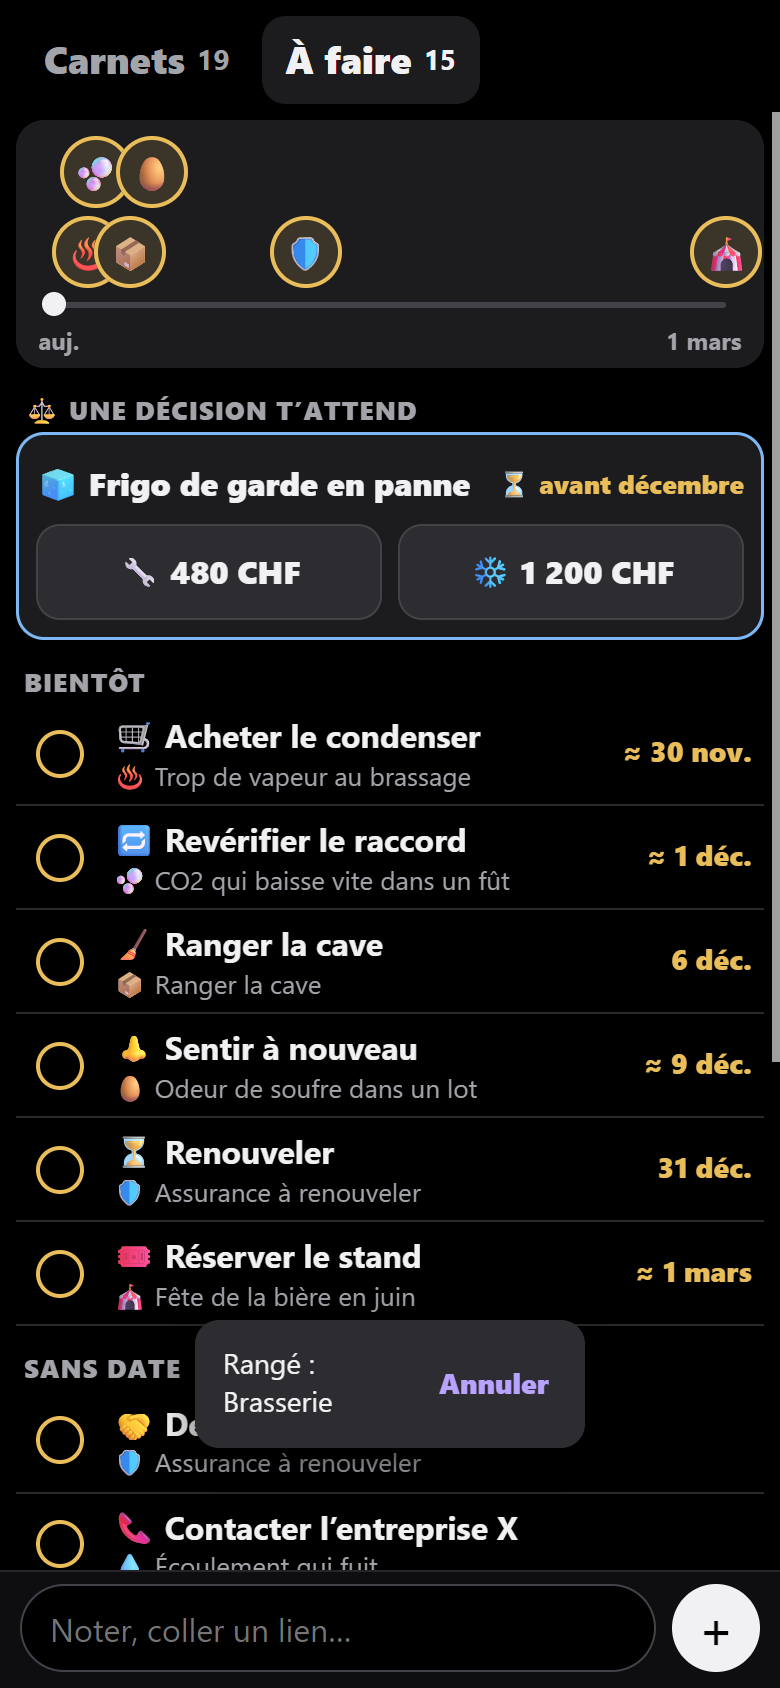 Carnets 19
À faire 15
auj.
1 mars
UNE DÉCISION T’ATTEND
Frigo de garde en panne
avant décembre
480 CHF
1 200 CHF
BIENTÔT
Acheter le condenser
≈ 30 nov.
Trop de vapeur au brassage
Revérifier le raccord
≈ 1 déc.
CO2 qui baisse vite dans un fût
Ranger la cave
6 déc.
Ranger la cave
Sentir à nouveau
≈ 9 déc.
Odeur de soufre dans un lot
Renouveler
31 déc.
Assurance à renouveler
Réserver le stand
≈ 1 mars
Fête de la bière en juin
SANS DATE
Rangé :
Brasserie
Annuler
Assurance à renouveler
Contacter l’entreprise X
Écoulement qui fuit
Noter, coller un lien…
+